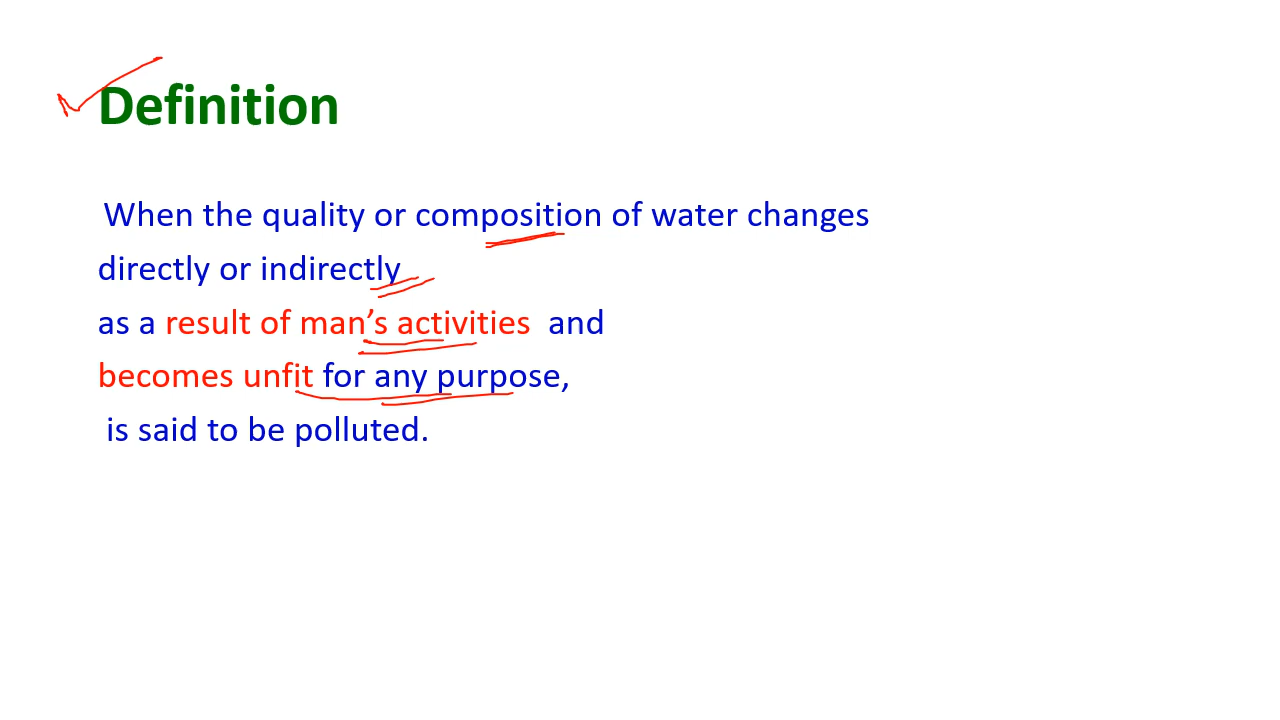 Definition
When the quality or composition of water changes
directly or indirectly
as a result of man's activities and
becomes unfit for any purpose,
is said to be polluted.